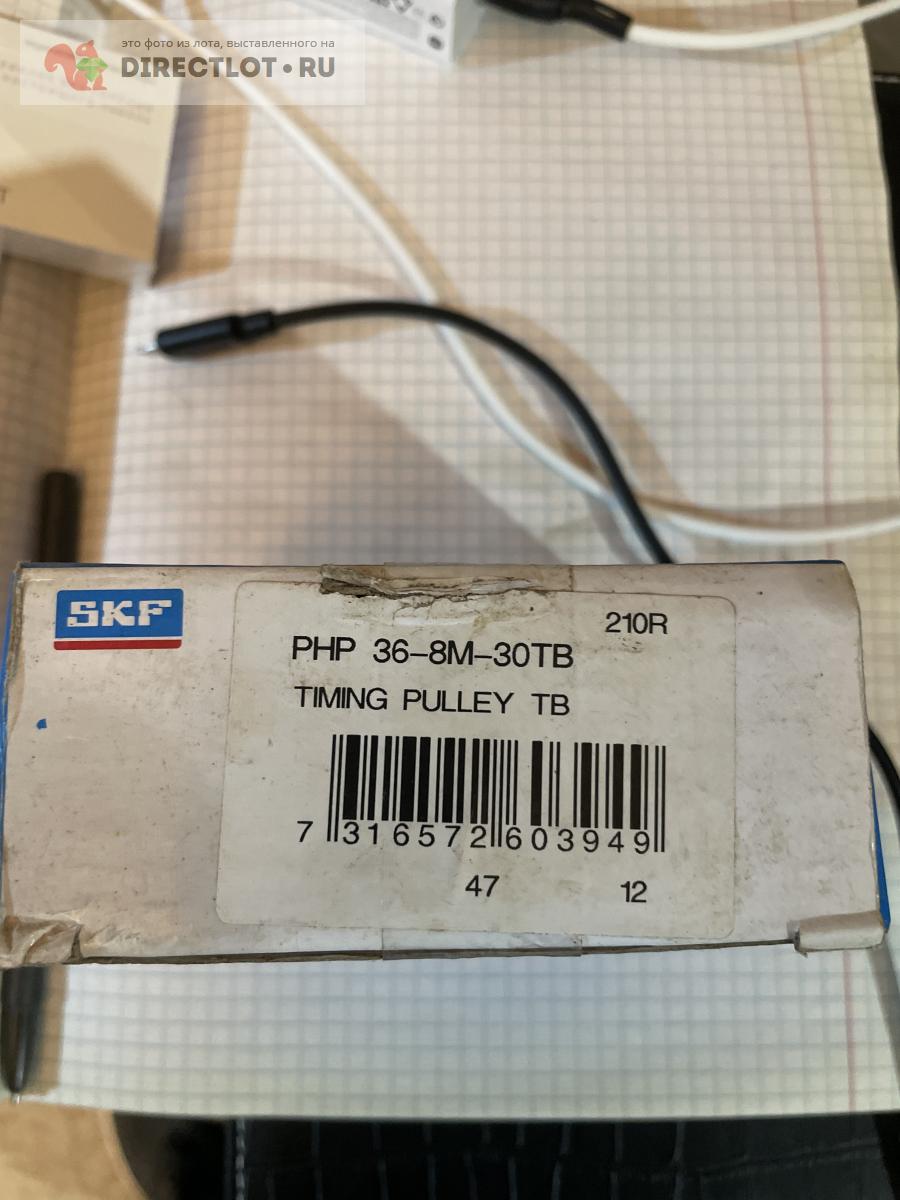 это фото из лота, выставленного на
DIRECTLOT•RU
SKF
210R
PHP 36-8M-30TB
TIMING PULLEY TB
7 316572 603949
47 12